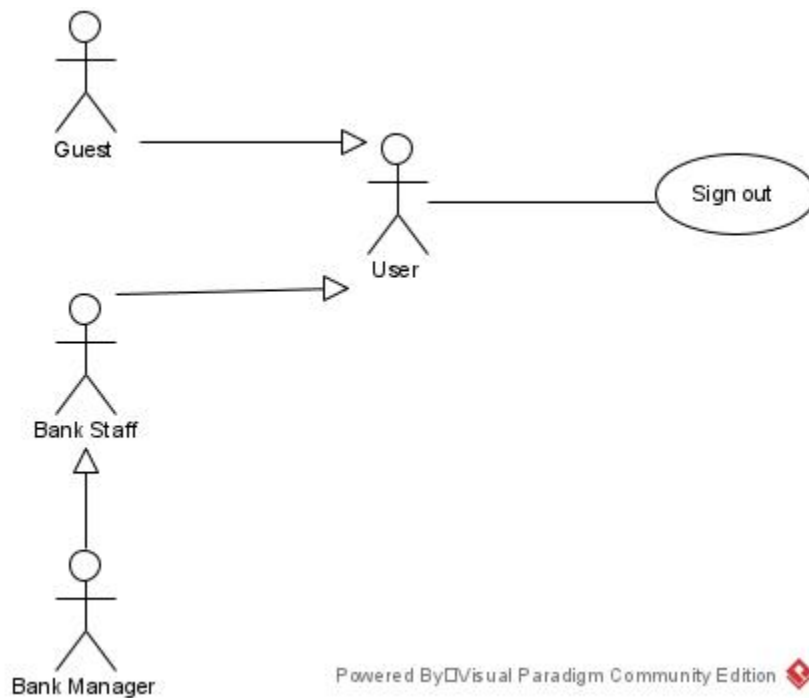 Guest
User
Sign out
Bank Staff
Bank Manager
Powered By□Visual Paradigm Community Edition